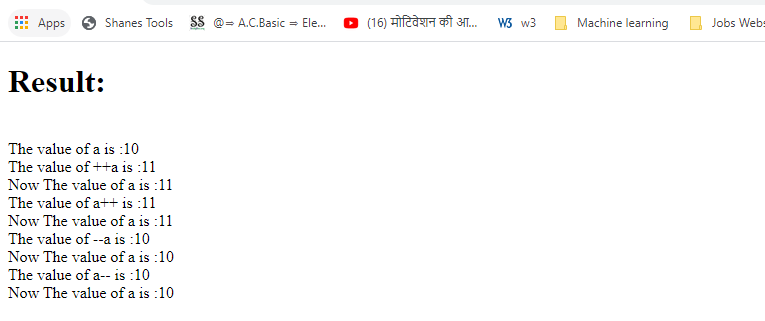 Apps Shanes Tools SS @⇒ A.C.Basic ⇒ Ele... (16) मोटिवेशन की आ... W3 w3 Machine learning Jobs Webs
Result:
The value of a is :10
The value of ++a is :11
Now The value of a is :11
The value of a++ is :11
Now The value of a is :11
The value of --a is :10
Now The value of a is :10
The value of a-- is :10
Now The value of a is :10